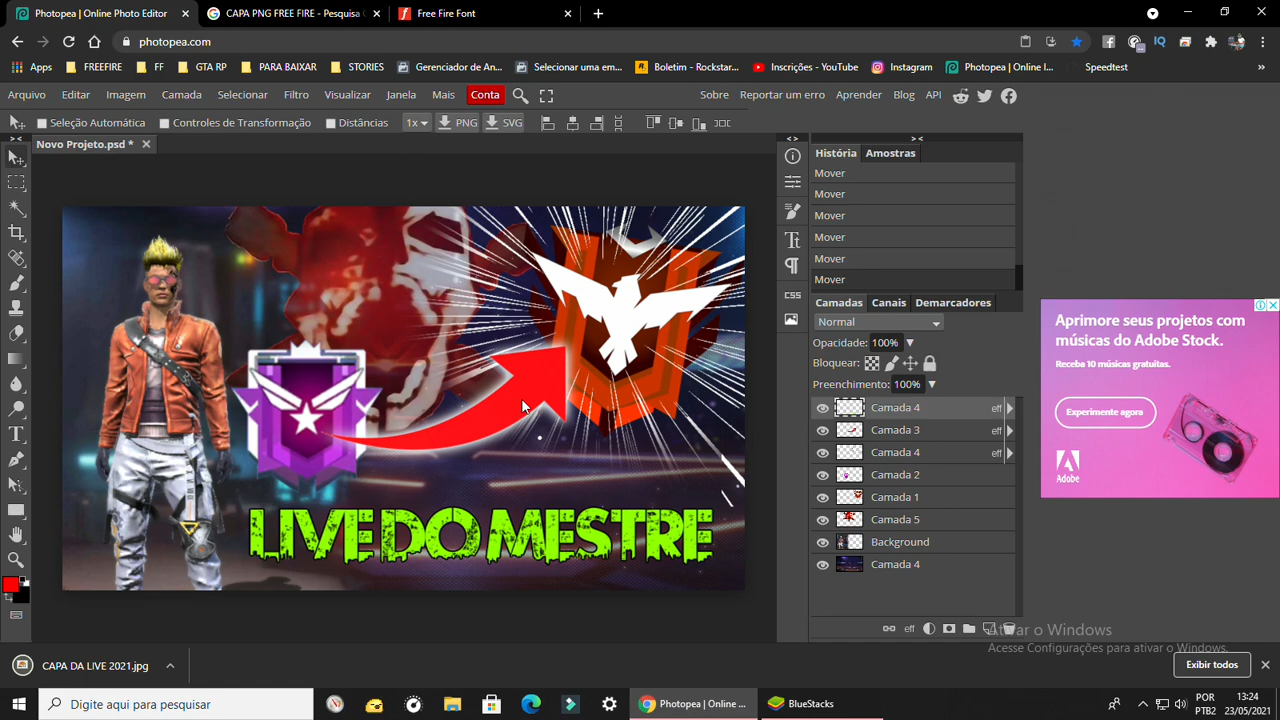 Photopea | Online Photo Editor
CAPA PNG FREE FIRE - Pesquisa
Free Fire Font
photopea.com
Apps
FREEFIRE
FF
GTA RP
PARA BAIXAR
STORIES
Gerenciador de An...
Selecionar uma em...
Boletim - Rockstar...
Inscrições - YouTube
Instagram
Photopea | Online I...
Speedtest
Arquivo Editar Imagem Camada Selecionar Filtro Visualizar Janela Mais Conta
Sobre Reportar um erro Aprender Blog API
Seleção Automática Controles de Transformação Distâncias 1x PNG SVG
Novo Projeto.psd *
História Amostras
Mover
Mover
Mover
Mover
Mover
Mover
Camadas Canais Demarcadores
Normal
Opacidade: 100%
Bloquear:
Preenchimento: 100%
Camada 4 eff
Camada 3 eff
Camada 4 eff
Camada 2
Camada 1
Camada 5
Background
Camada 4
eff
CSS
LIVE DO MESTRE
Aprimore seus projetos com
músicas do Adobe Stock.
Receba 10 músicas gratuitas.
Experimente agora
Adobe
Ativar o Windows
Acesse Configurações para ativar o Windows.
CAPA DA LIVE 2021.jpg
Exibir todos
Digite aqui para pesquisar
Photopea | Online ...
BlueStacks
POR
PTB2
13:24
23/05/2021